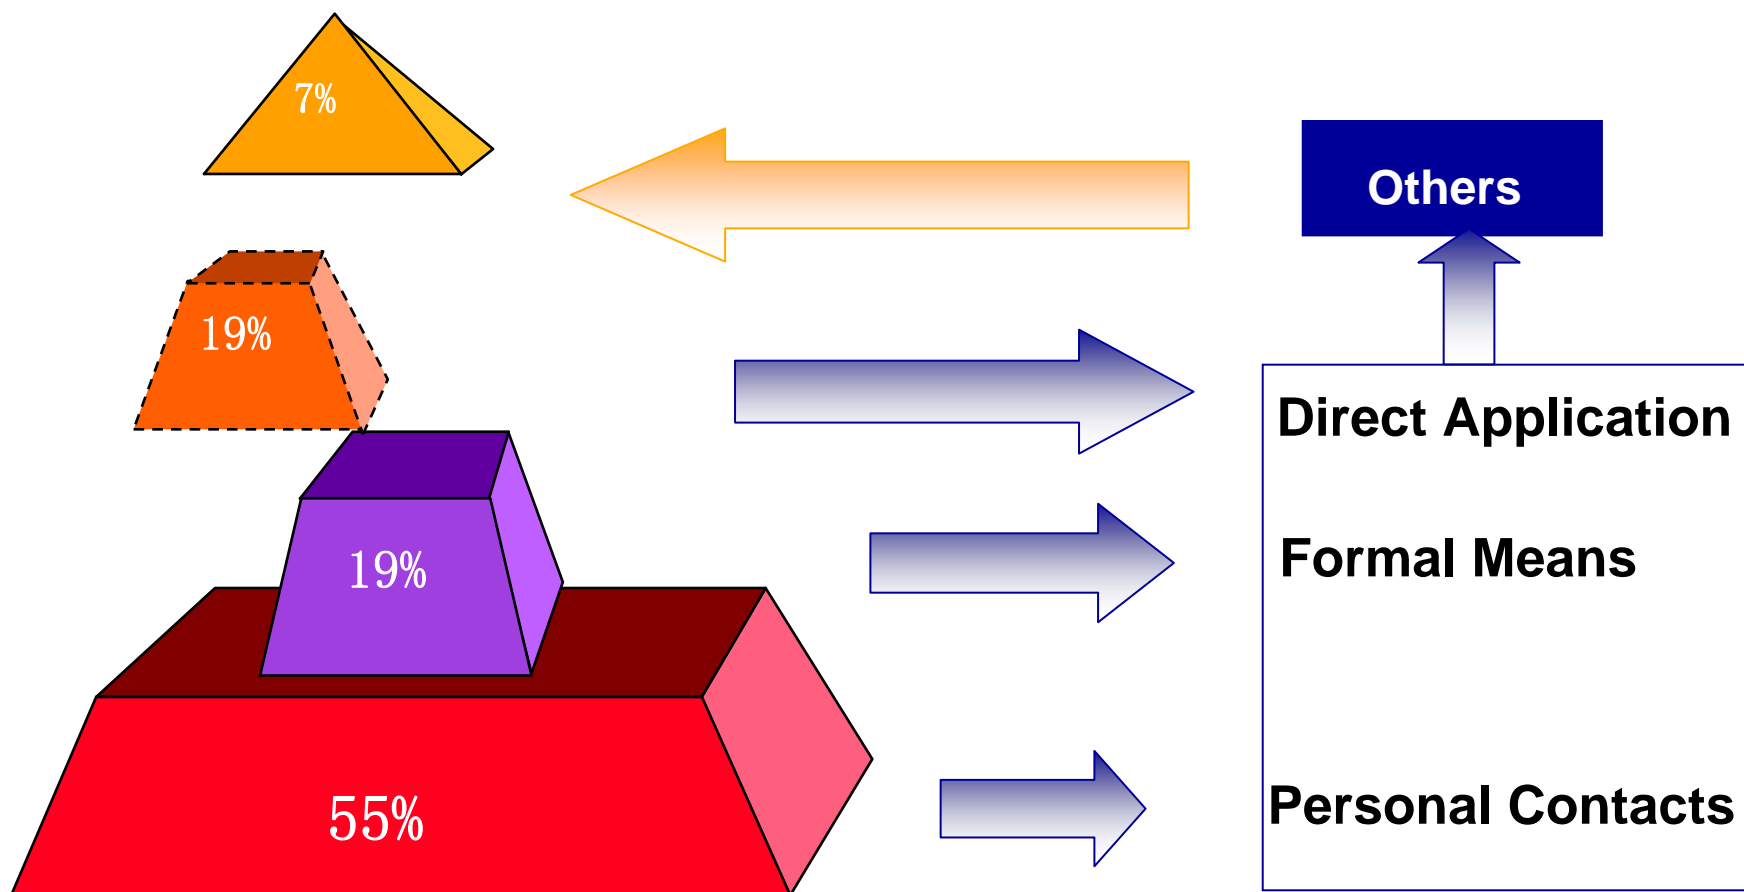 7%
Others
19%
Direct Application
19%
Formal Means
55%
Personal Contacts